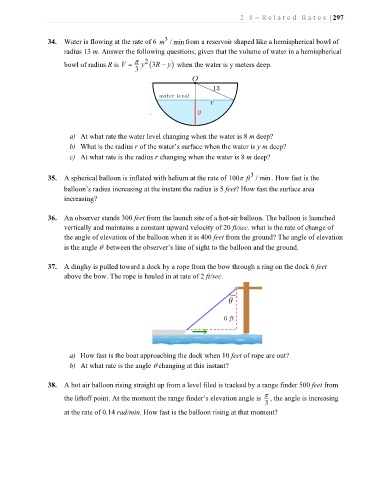 2.8 – Related Rates | 297
34. Water is flowing at the rate of 6 m³ / min from a reservoir shaped like a hemispherical bowl of
radius 13 m. Answer the following questions, given that the volume of water in a hemispherical
bowl of radius R is V = π/3 y²(3R − y) when the water is y meters deep.
O
13
water level
r
y
a) At what rate the water level changing when the water is 8 m deep?
b) What is the radius r of the water's surface when the water is y m deep?
c) At what rate is the radius r changing when the water is 8 m deep?
35. A spherical balloon is inflated with helium at the rate of 100π ft³ / min. How fast is the
balloon's radius increasing at the instant the radius is 5 feet? How fast the surface area
increasing?
36. An observer stands 300 feet from the launch site of a hot-air balloon. The balloon is launched
vertically and maintains a constant upward velocity of 20 ft/sec. what is the rate of change of
the angle of elevation of the balloon when it is 400 feet from the ground? The angle of elevation
is the angle θ between the observer's line of sight to the balloon and the ground.
37. A dinghy is pulled toward a dock by a rope from the bow through a ring on the dock 6 feet
above the bow. The rope is hauled in at rate of 2 ft/sec.
θ
6 ft
a) How fast is the boat approaching the dock when 10 feet of rope are out?
b) At what rate is the angle θ changing at this instant?
38. A hot air balloon rising straight up from a level filed is tracked by a range finder 500 feet from
the liftoff point. At the moment the range finder's elevation angle is π/3, the angle is increasing
at the rate of 0.14 rad/min. How fast is the balloon rising at that moment?